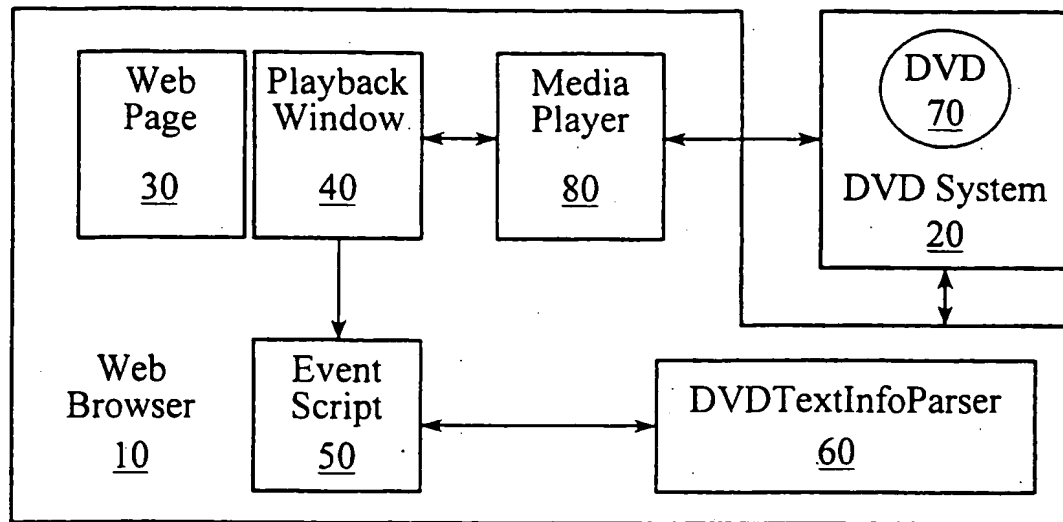 Web
Page
30
Playback
Window
40
Media
Player
80
DVD
70
DVD System
20
Web
Browser
10
Event
Script
50
DVDTextInfoParser
60